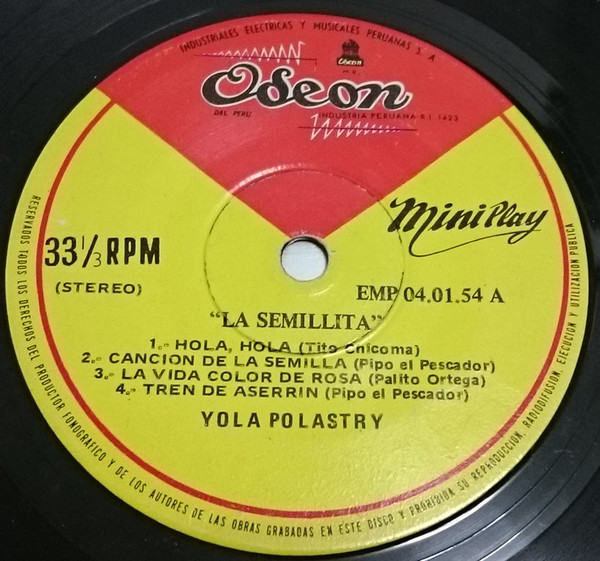 INDUSTRIALES ELECTRICAS Y MUSICALES PERUANAS S. A.
Odeon
M.R.
Odeon
DEL PERU
INDUSTRIA PERUANA R.I. 1623
MiniPlay
33 1/3 RPM
(STEREO)
EMP 04.01.54 A
"LA SEMILLITA"
1.- HOLA, HOLA (Tito Chicoma)
2.- CANCION DE LA SEMILLA (Pipo el Pescador)
3.- LA VIDA COLOR DE ROSA (Palito Ortega)
4.- TREN DE ASERRIN (Pipo el Pescador)
YOLA POLASTRY
RESERVADOS TODOS LOS DERECHOS DEL PRODUCTOR FONOGRAFICO Y DE LOS AUTORES DE LAS OBRAS GRABADAS EN ESTE DISCO Y PROHIBIDA SU REPRODUCCION, RADIODIFUSION, EJECUCION Y UTILIZACION PUBLICA